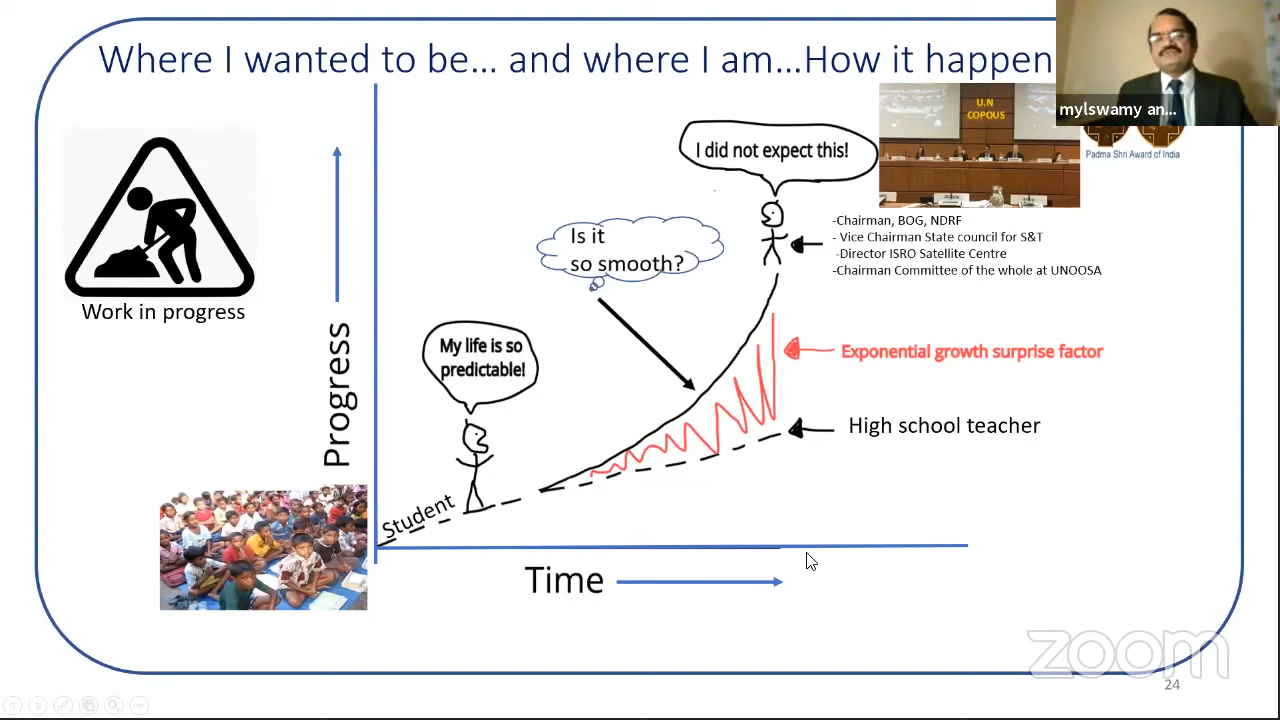 Where I wanted to be... and where I am...How it happen
mylswamy an...
U.N
COPOUS
Padma Shri Award of India
I did not expect this!
-Chairman, BOG, NDRF
- Vice Chairman State council for S&T
-Director ISRO Satellite Centre
-Chairman Committee of the whole at UNOOSA
Is it
so smooth?
Work in progress
My life is so
predictable!
Exponential growth surprise factor
High school teacher
Progress
Student
Time
zoom
24